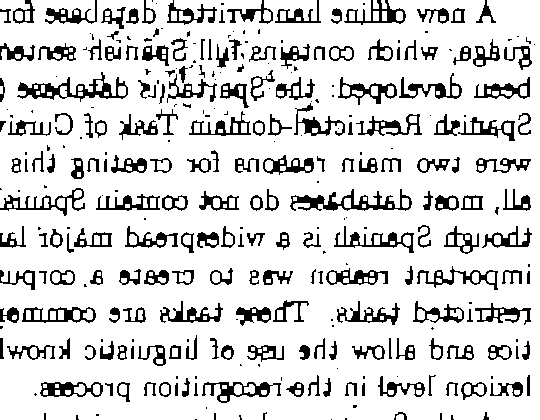 A new offline handwritten database for
guage, which contains full Spanish senten
been developed: the Spartacus database (
Spanish Restricted-domain Task of Cursiv
were two main reasons for creating this
all, most databases do not contain Spanis
though Spanish is a widespread major lan
important reason was to create a corpus
restricted tasks. These tasks are common
tice and allow the use of linguistic knowl
lexicon level in the recognition process.